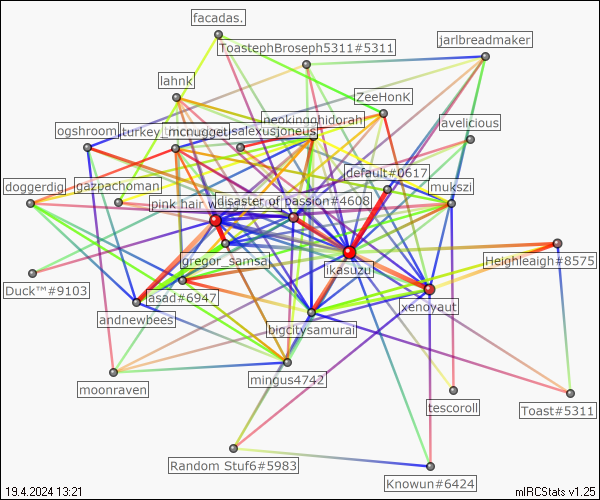 facadas.
ToastephBroseph5311#5311
jarlbreadmaker
lahnk
ZeeHonK
neokingghidorah
lavelicious
ogshroom
turkey
mcnugget
salexusjoneus
default#0617
doggerdig
gazpachoman
mukszi
pink hair
disaster of passion#4608
gregor_samsa
ikasuzu
Heighleaigh#8575
Duck™#9103
asad#6947
xenoyaut
andnewbees
bigcitysamurai
moonraven
mingus4742
tescoroll
Toast#5311
Random Stuf6#5983
Knowun#6424
19.4.2024 13:21
mIRCStats v1.25